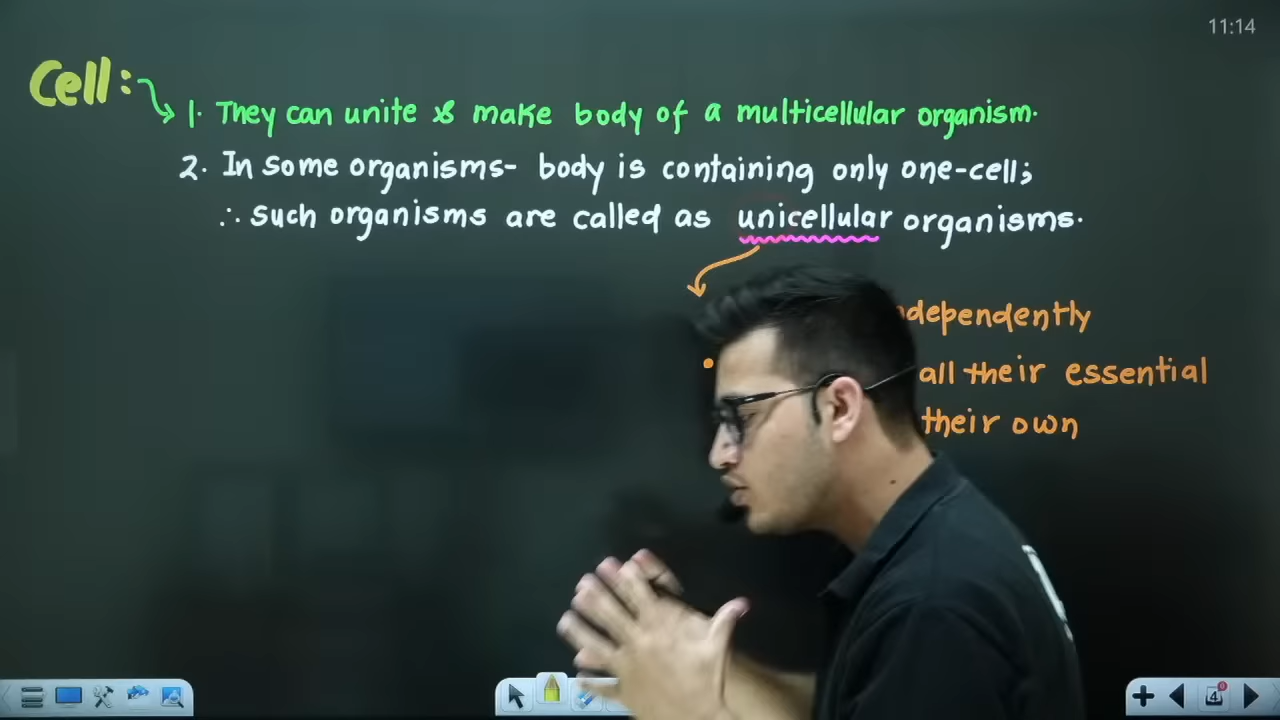 11:14
Cell:
1. They can unite & make body of a multicellular organism.
2. In some organisms- body is containing only one-cell;
∴ such organisms are called as unicellular organisms.
ndependently
• all their essential
their own
4